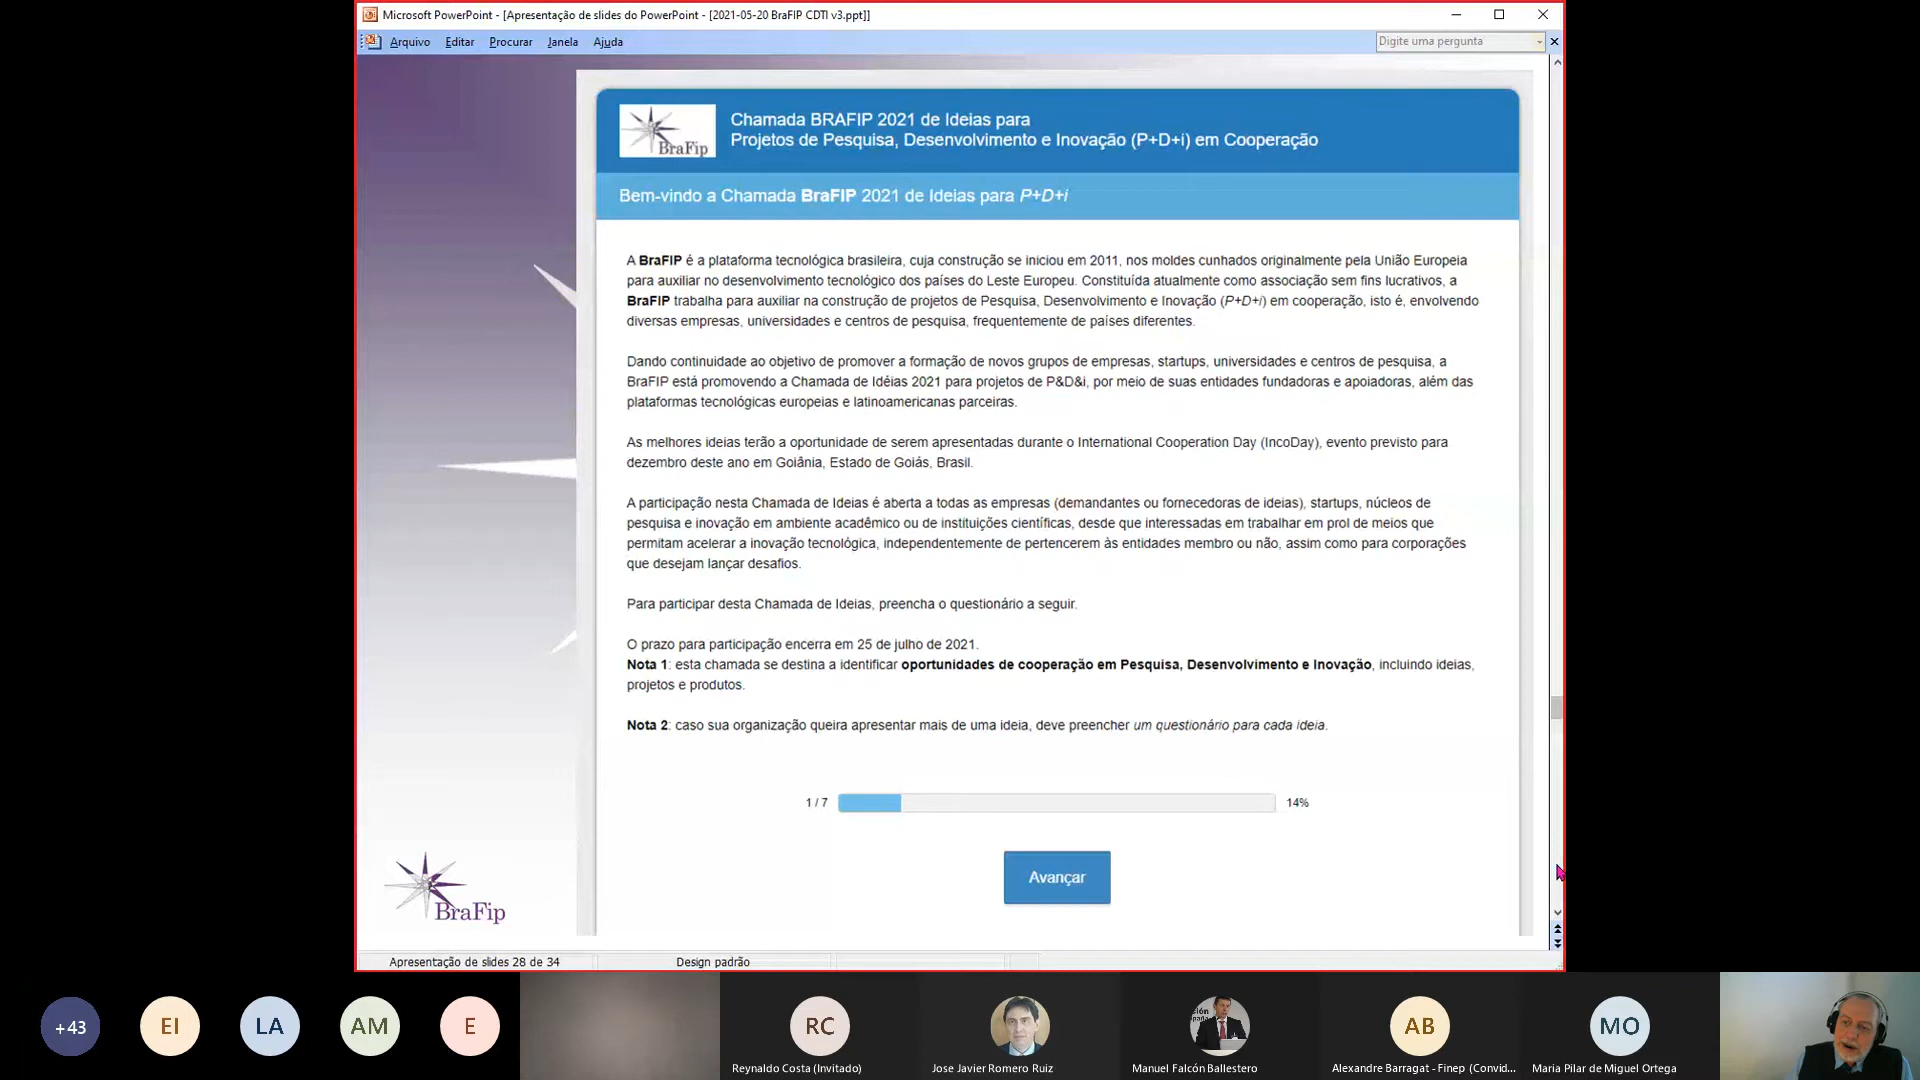 Microsoft PowerPoint - [Apresentação de slides do PowerPoint - [2021-05-20 BraFIP CDTI v3.ppt]]
Arquivo Editar Procurar Janela Ajuda
Digite uma pergunta
BraFip
Chamada BRAFIP 2021 de Ideias para
Projetos de Pesquisa, Desenvolvimento e Inovação (P+D+i) em Cooperação
Bem-vindo a Chamada BraFIP 2021 de Ideias para P+D+i
A BraFIP é a plataforma tecnológica brasileira, cuja construção se iniciou em 2011, nos moldes cunhados originalmente pela União Europeia
para auxiliar no desenvolvimento tecnológico dos países do Leste Europeu. Constituída atualmente como associação sem fins lucrativos, a
BraFIP trabalha para auxiliar na construção de projetos de Pesquisa, Desenvolvimento e Inovação (P+D+i) em cooperação, isto é, envolvendo
diversas empresas, universidades e centros de pesquisa, frequentemente de países diferentes.
Dando continuidade ao objetivo de promover a formação de novos grupos de empresas, startups, universidades e centros de pesquisa, a
BraFIP está promovendo a Chamada de Idéias 2021 para projetos de P&D&i, por meio de suas entidades fundadoras e apoiadoras, além das
plataformas tecnológicas europeias e latinoamericanas parceiras.
As melhores ideias terão a oportunidade de serem apresentadas durante o International Cooperation Day (IncoDay), evento previsto para
dezembro deste ano em Goiânia, Estado de Goiás, Brasil.
A participação nesta Chamada de Ideias é aberta a todas as empresas (demandantes ou fornecedoras de ideias), startups, núcleos de
pesquisa e inovação em ambiente acadêmico ou de instituições científicas, desde que interessadas em trabalhar em prol de meios que
permitam acelerar a inovação tecnológica, independentemente de pertencerem às entidades membro ou não, assim como para corporações
que desejam lançar desafios.
Para participar desta Chamada de Ideias, preencha o questionário a seguir.
O prazo para participação encerra em 25 de julho de 2021.
Nota 1: esta chamada se destina a identificar oportunidades de cooperação em Pesquisa, Desenvolvimento e Inovação, incluindo ideias,
projetos e produtos.
Nota 2: caso sua organização queira apresentar mais de uma ideia, deve preencher um questionário para cada ideia.
1 / 7 14%
Avançar
BraFip
Apresentação de slides 28 de 34 Design padrão
+43 EI LA AM E RC AB MO
Reynaldo Costa (Invitado) Jose Javier Romero Ruiz Manuel Falcón Ballestero Alexandre Barragat - Finep (Convid... Maria Pilar de Miguel Ortega